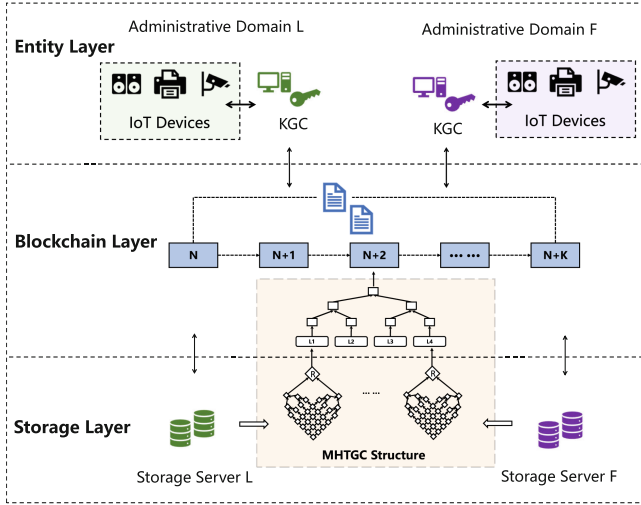 Administrative Domain L
Administrative Domain F
Entity Layer
IoT Devices
KGC
KGC
IoT Devices
Blockchain Layer
N
N+1
N+2
... ...
N+K
L1
L2
L3
L4
R
... ...
R
Storage Layer
MHTGC Structure
Storage Server L
Storage Server F